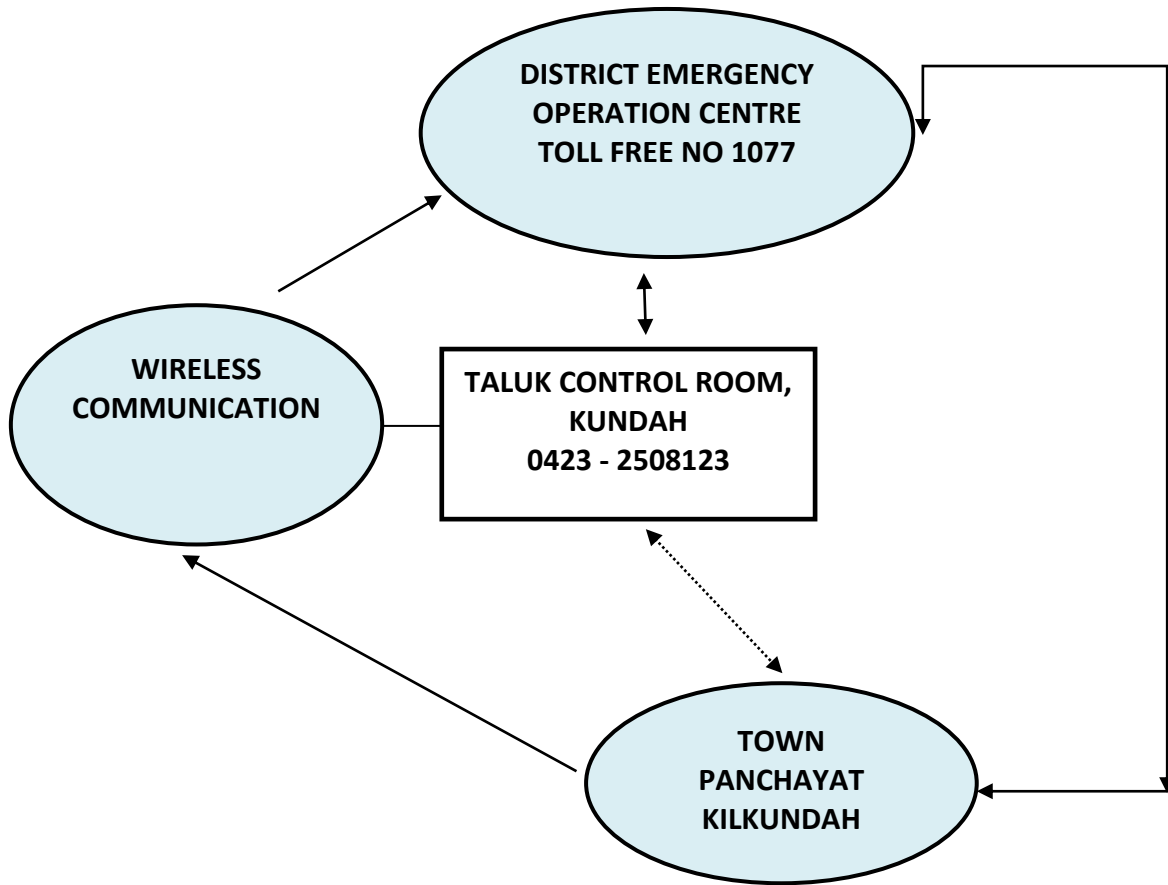 DISTRICT EMERGENCY
OPERATION CENTRE
TOLL FREE NO 1077
WIRELESS
COMMUNICATION
TALUK CONTROL ROOM,
KUNDAH
0423 - 2508123
TOWN
PANCHAYAT
KILKUNDAH